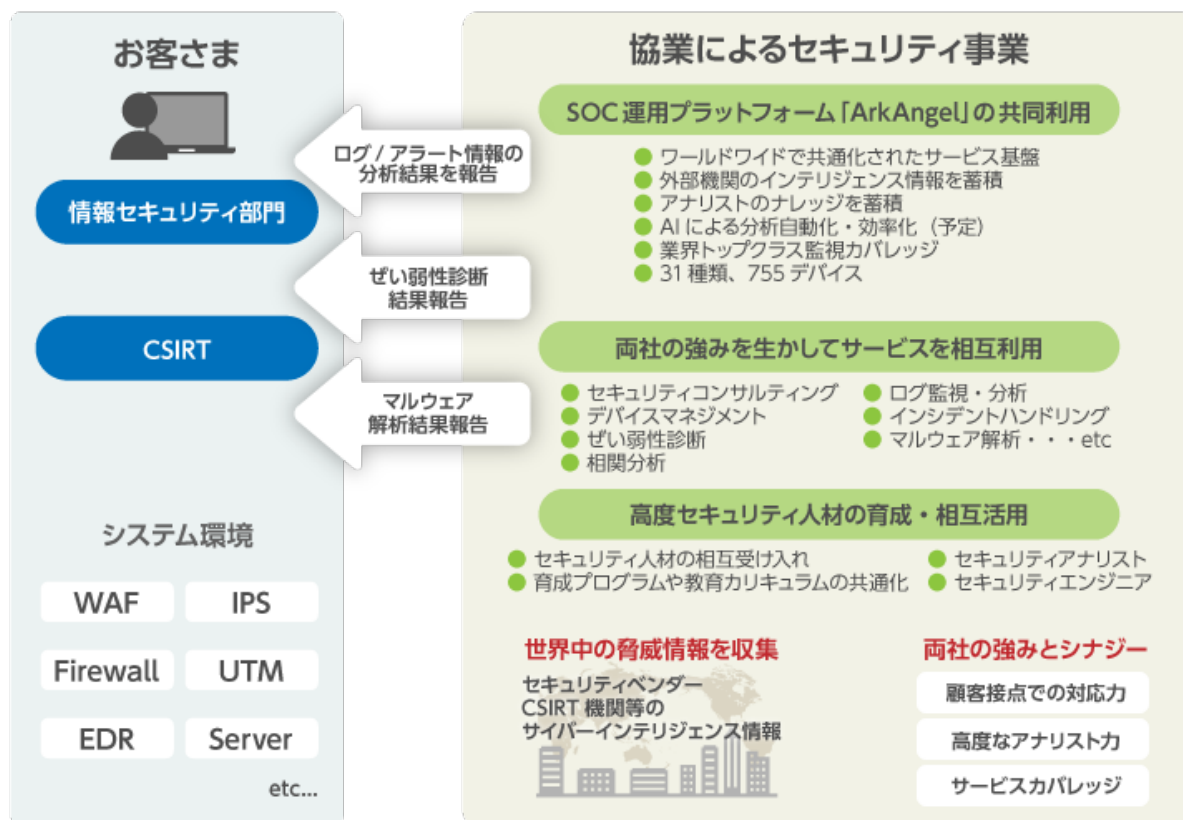 お客さま
情報セキュリティ部門
CSIRT
システム環境
WAF
IPS
Firewall
UTM
EDR
Server
etc...
ログ / アラート情報の
分析結果を報告
ぜい弱性診断
結果報告
マルウェア
解析結果報告
協業によるセキュリティ事業
SOC 運用プラットフォーム「ArkAngel」の共同利用
ワールドワイドで共通化されたサービス基盤
外部機関のインテリジェンス情報を蓄積
アナリストのナレッジを蓄積
AI による分析自動化・効率化（予定）
業界トップクラス監視カバレッジ
31 種類、755 デバイス
両社の強みを生かしてサービスを相互利用
セキュリティコンサルティング
デバイスマネジメント
ぜい弱性診断
相関分析
ログ監視・分析
インシデントハンドリング
マルウェア解析・・・etc
高度セキュリティ人材の育成・相互活用
セキュリティ人材の相互受け入れ
育成プログラムや教育カリキュラムの共通化
セキュリティアナリスト
セキュリティエンジニア
世界中の脅威情報を収集
セキュリティベンダー
CSIRT 機関等の
サイバーインテリジェンス情報
両社の強みとシナジー
顧客接点での対応力
高度なアナリスト力
サービスカバレッジ